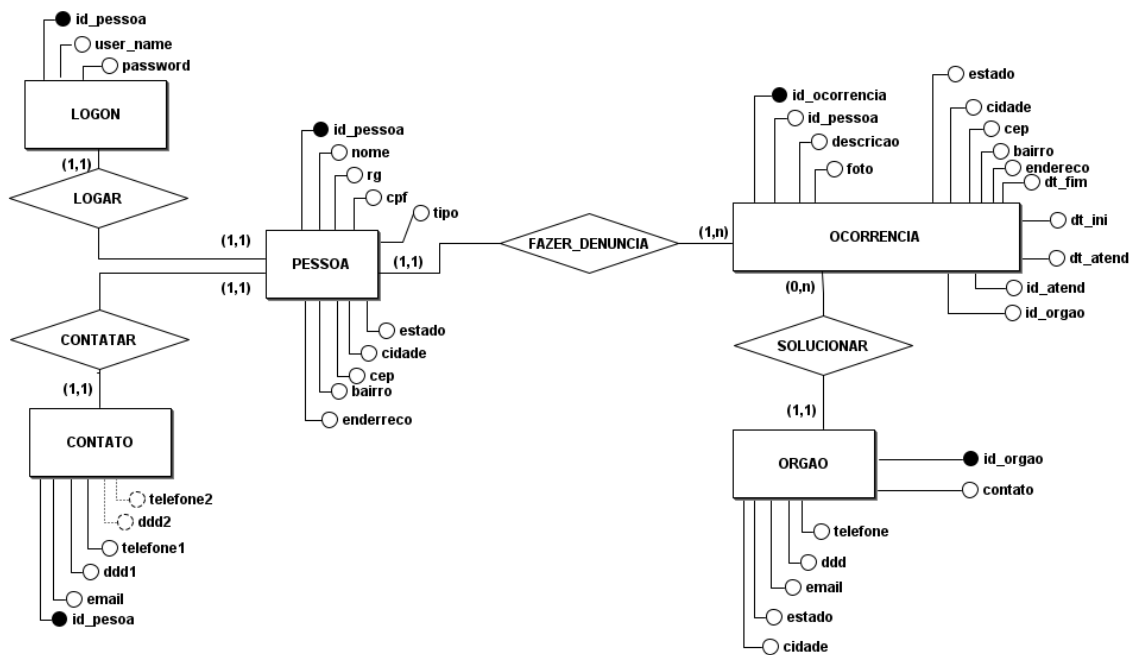 id_pessoa
user_name
password
LOGON
(1,1)
LOGAR
(1,1)
id_pessoa
nome
rg
cpf
tipo
PESSOA
(1,1)
(1,1)
estado
cidade
cep
bairro
enderreco
CONTATAR
(1,1)
CONTATO
telefone2
ddd2
telefone1
ddd1
email
id_pesoa
FAZER_DENUNCIA
(1,n)
id_ocorrencia
id_pessoa
descricao
foto
estado
cidade
cep
bairro
endereco
dt_fim
OCORRENCIA
dt_ini
dt_atend
id_atend
id_orgao
(0,n)
SOLUCIONAR
(1,1)
ORGAO
id_orgao
contato
telefone
ddd
email
estado
cidade